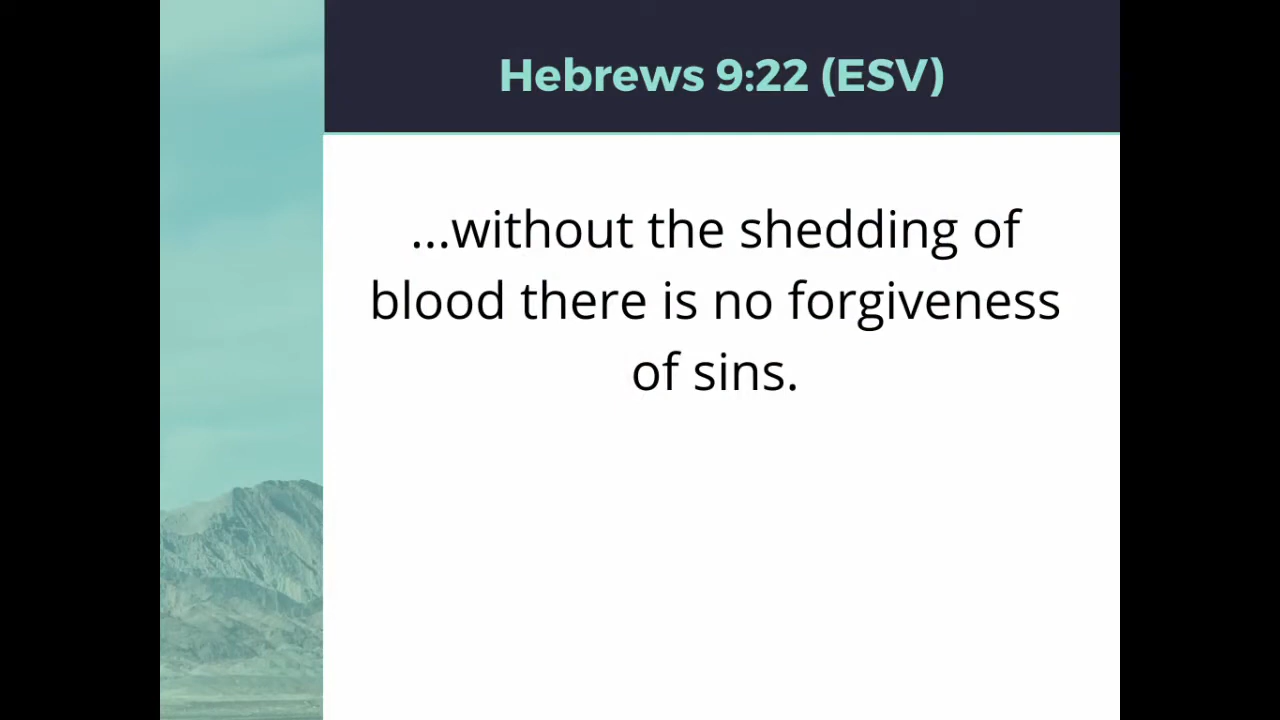 Hebrews 9:22 (ESV)
...without the shedding of
blood there is no forgiveness
of sins.